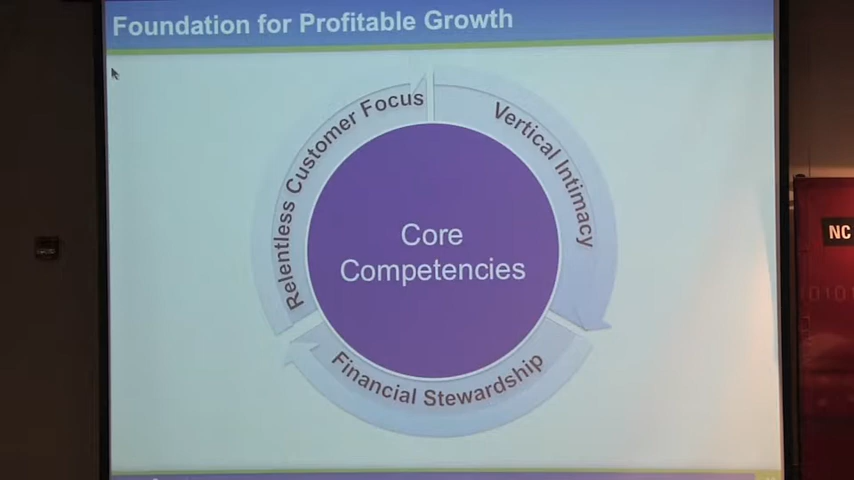 Foundation for Profitable Growth
Relentless Customer Focus
Vertical Intimacy
Core
Competencies
Financial Stewardship
NC